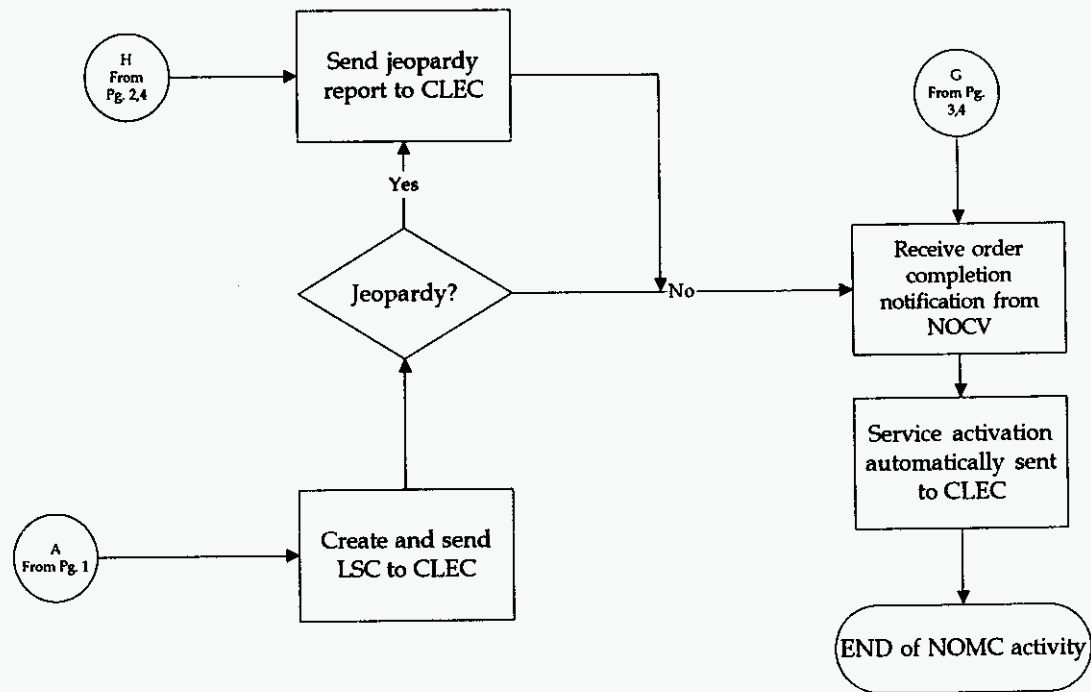 H
From
Pg. 2,4
Send jeopardy
report to CLEC
G
From Pg.
3,4
Yes
Jeopardy?
No
Receive order
completion
notification from
NOCV
Service activation
automatically sent
to CLEC
A
From Pg. 1
Create and send
LSC to CLEC
END of NOMC activity